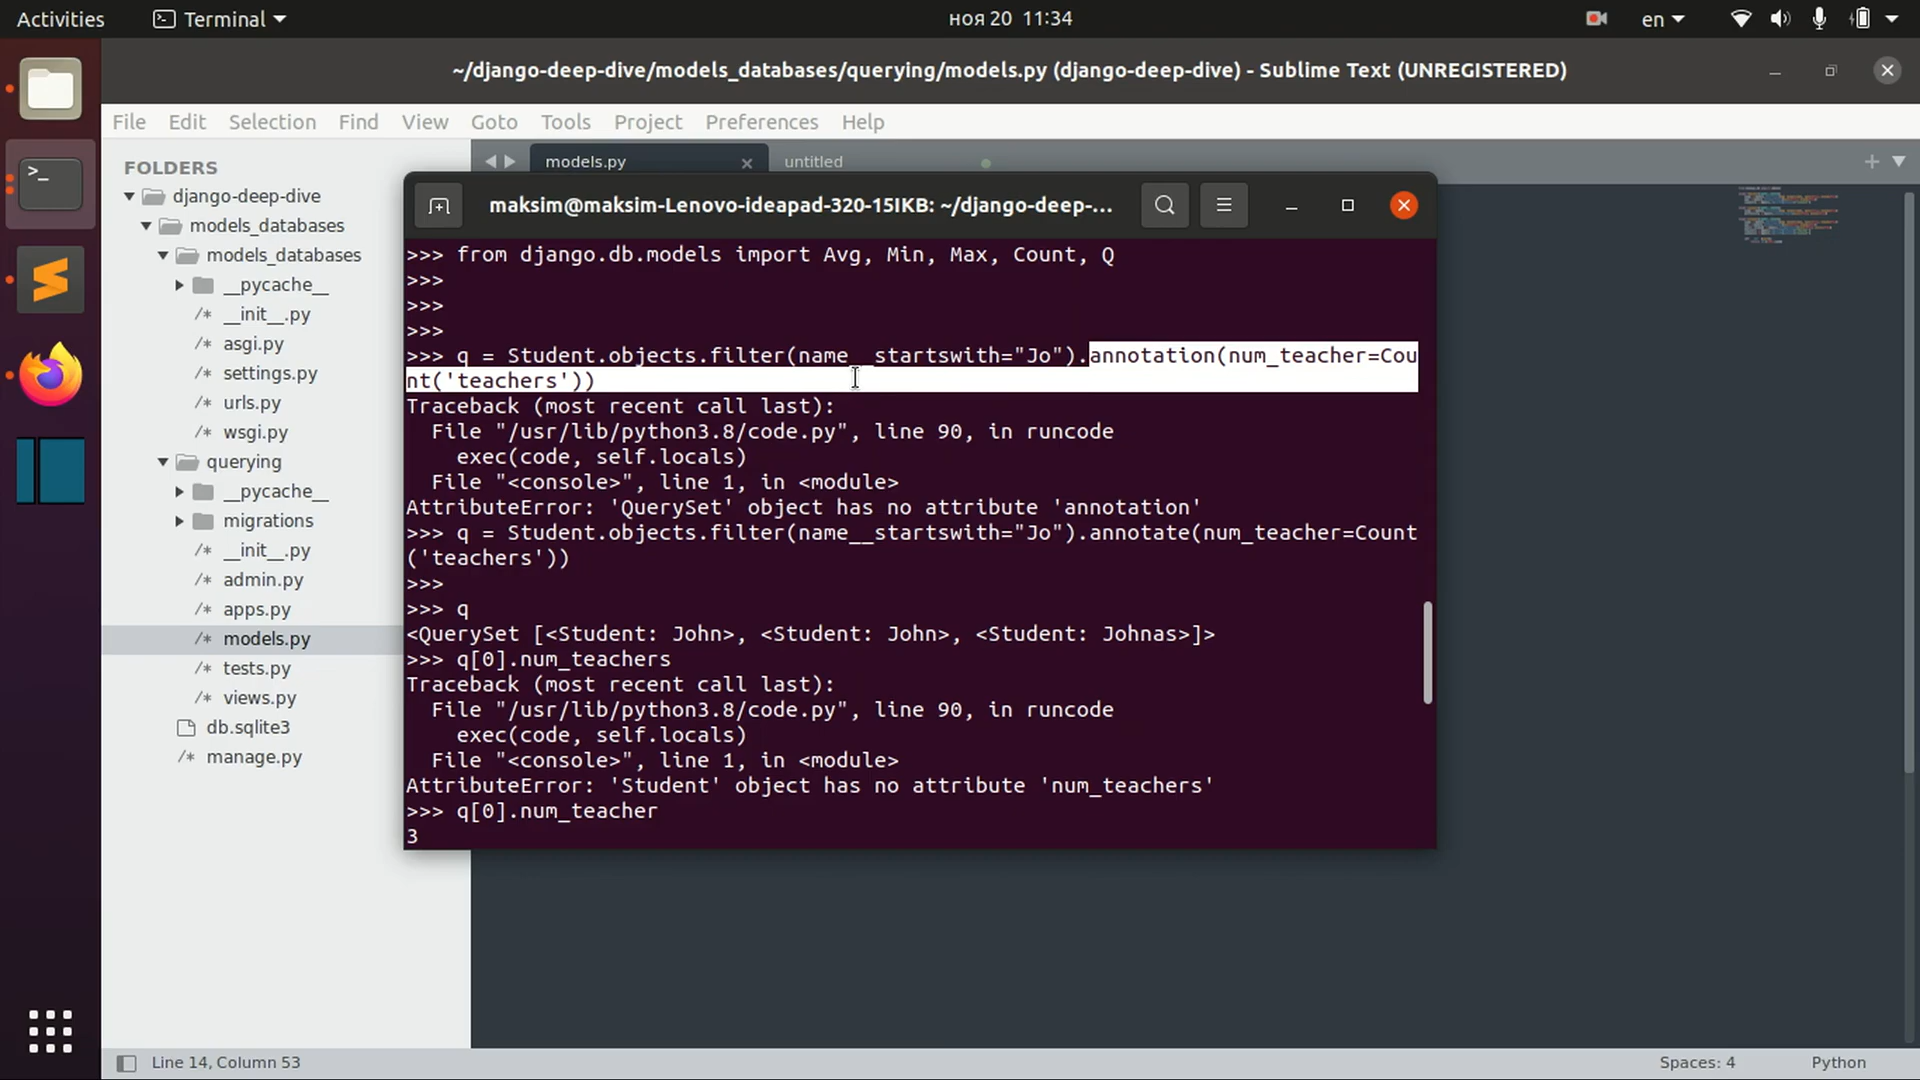 Activities
Terminal
ноя 20 11:34
en
~/django-deep-dive/models_databases/querying/models.py (django-deep-dive) - Sublime Text (UNREGISTERED)
File Edit Selection Find View Goto Tools Project Preferences Help
FOLDERS
django-deep-dive
models_databases
models_databases
__pycache__
/* __init__.py
/* asgi.py
/* settings.py
/* urls.py
/* wsgi.py
querying
__pycache__
migrations
/* __init__.py
/* admin.py
/* apps.py
/* models.py
/* tests.py
/* views.py
db.sqlite3
/* manage.py
models.py
untitled
maksim@maksim-Lenovo-ideapad-320-15IKB: ~/django-deep-...
>>> from django.db.models import Avg, Min, Max, Count, Q
>>>
>>>
>>>
>>> q = Student.objects.filter(name__startswith="Jo").annotation(num_teacher=Cou
nt('teachers'))
Traceback (most recent call last):
File "/usr/lib/python3.8/code.py", line 90, in runcode
exec(code, self.locals)
File "<console>", line 1, in <module>
AttributeError: 'QuerySet' object has no attribute 'annotation'
>>> q = Student.objects.filter(name__startswith="Jo").annotate(num_teacher=Count
('teachers'))
>>>
>>> q
<QuerySet [<Student: John>, <Student: John>, <Student: Johnas>]>
>>> q[0].num_teachers
Traceback (most recent call last):
File "/usr/lib/python3.8/code.py", line 90, in runcode
exec(code, self.locals)
File "<console>", line 1, in <module>
AttributeError: 'Student' object has no attribute 'num_teachers'
>>> q[0].num_teacher
3
Line 14, Column 53
Spaces: 4
Python